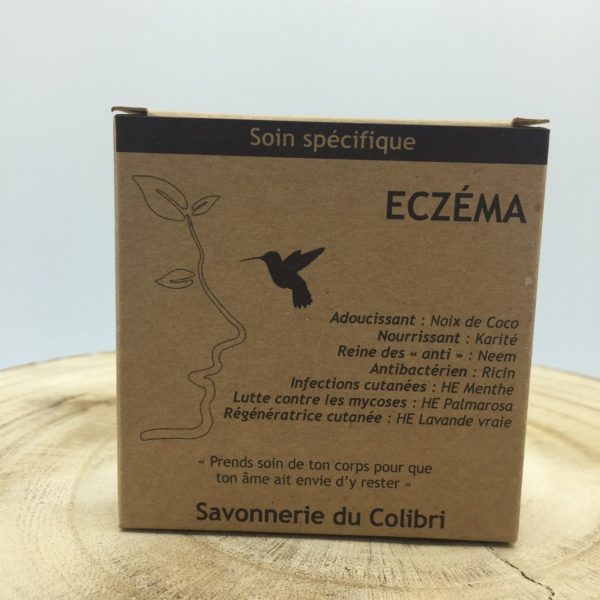 Soin spécifique
ECZÉMA
Adoucissant : Noix de Coco
Nourrissant : Karité
Reine des « anti » : Neem
Antibactérien : Ricin
Infections cutanées : HE Menthe
Lutte contre les mycoses : HE Palmarosa
Régénératrice cutanée : HE Lavande vraie
« Prends soin de ton corps pour que
ton âme ait envie d'y rester »
Savonnerie du Colibri